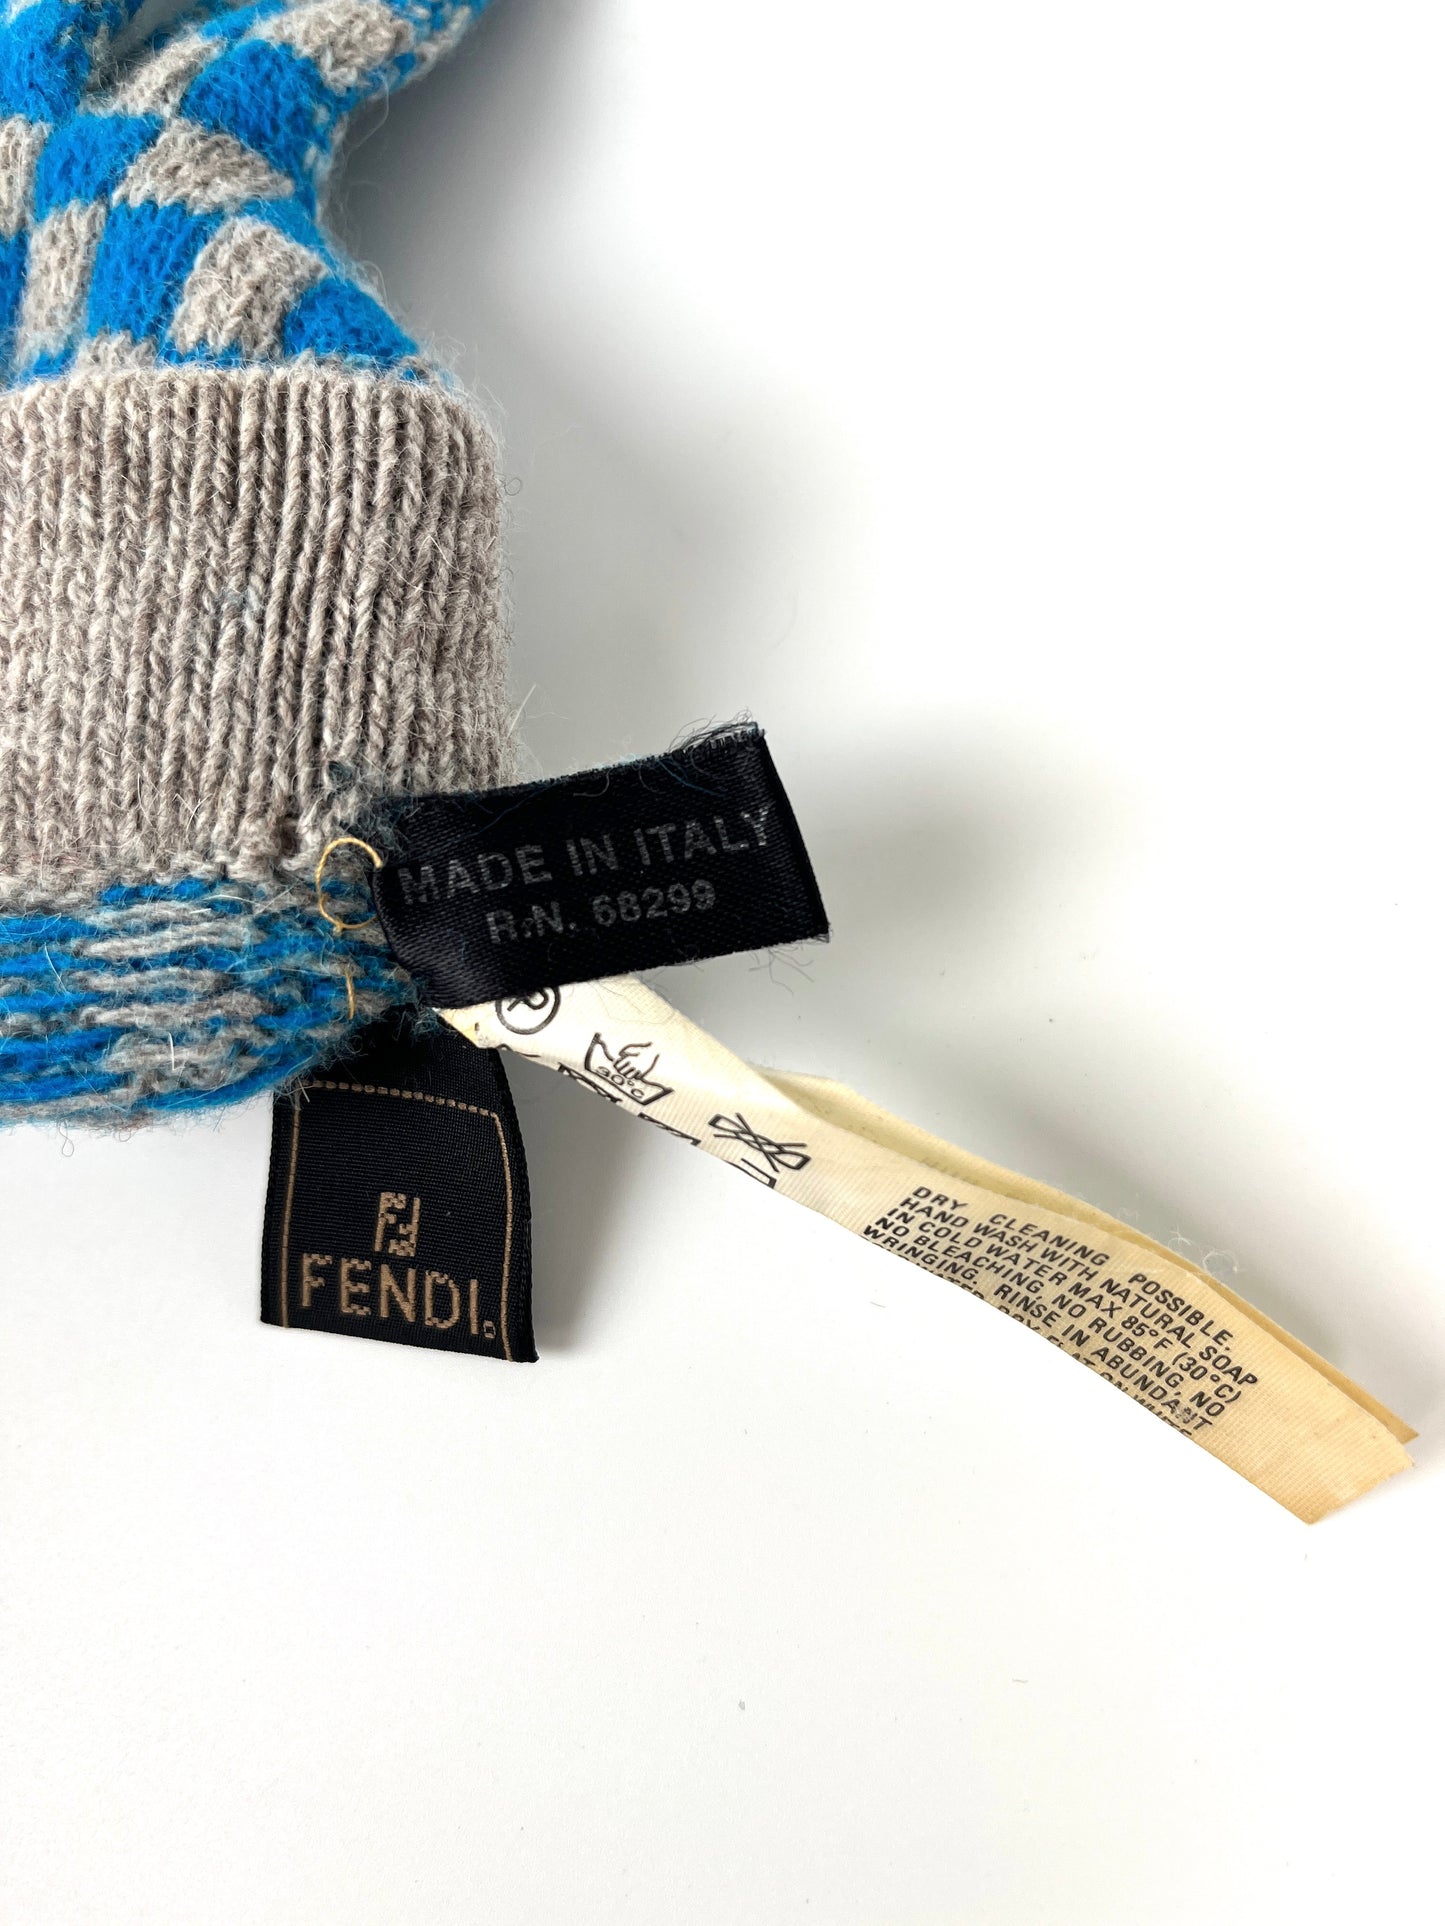 MADE IN ITALY
R.N. 68299
30°C
FENDI
DRY CLEANING POSSIBLE.
HAND WASH WITH NATURAL SOAP
IN COLD WATER MAX 85°F (30°C)
NO BLEACHING, NO RUBBING, NO
WRINGING. RINSE IN ABUNDANT